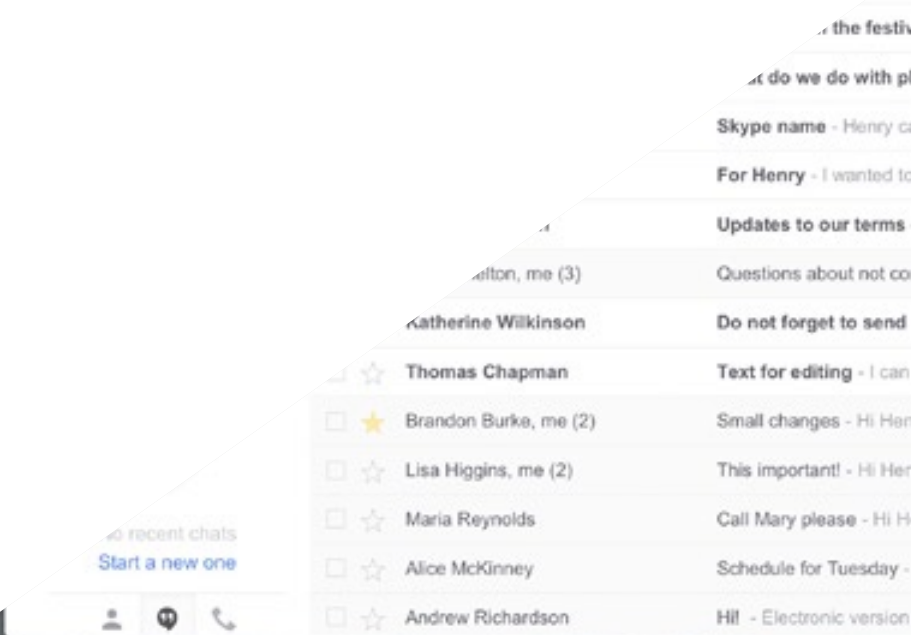 the festiv
do we do with pl
Skype name - Henry ca
For Henry - I wanted to
Updates to our terms
elton, me (3) Questions about not co
Katherine Wilkinson Do not forget to send
Thomas Chapman Text for editing - I can
Brandon Burke, me (2) Small changes - Hi Hen
Lisa Higgins, me (2) This important! - Hi Her
Maria Reynolds Call Mary please - Hi H
Alice McKinney Schedule for Tuesday -
Andrew Richardson Hi! - Electronic version
recent chats
Start a new one